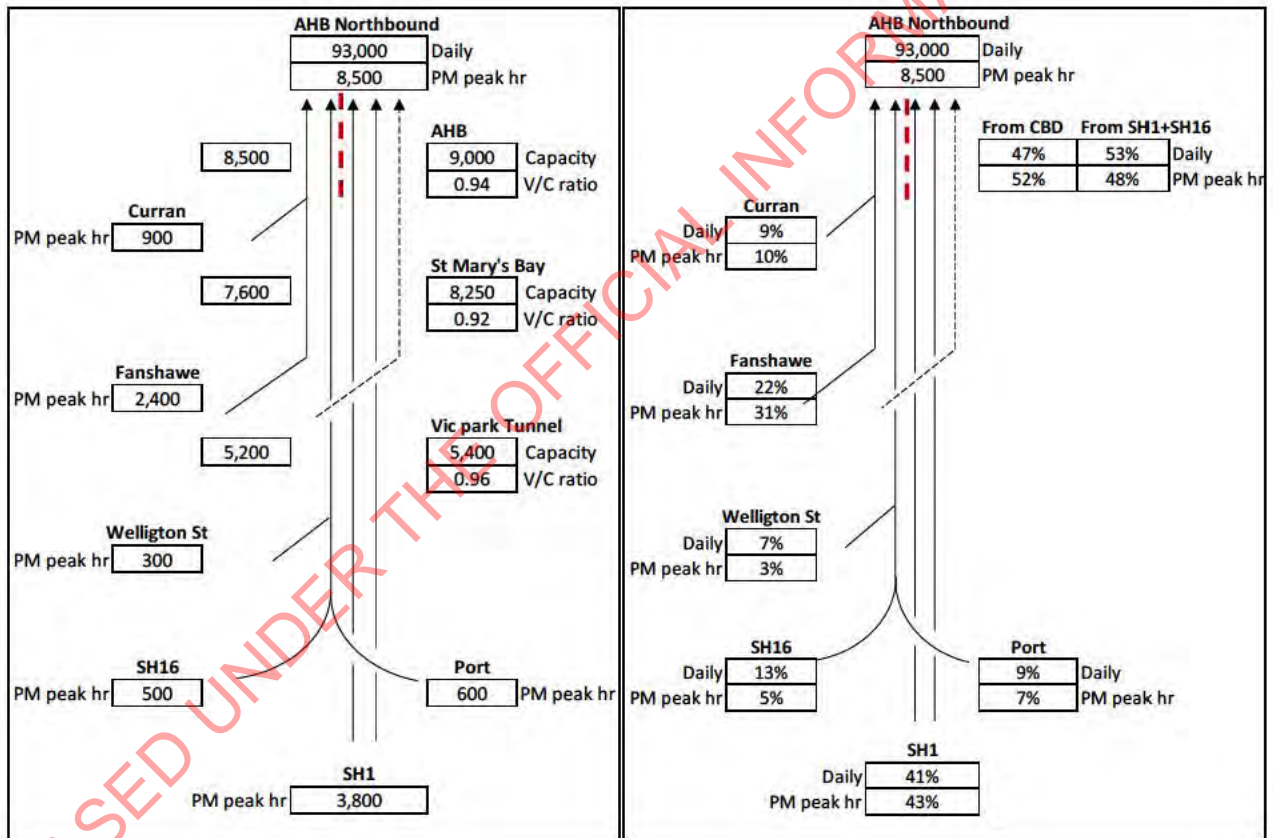 AHB Northbound
93,000 Daily
8,500 PM peak hr
AHB
8,500
9,000 Capacity
0.94 V/C ratio
Curran
PM peak hr 900
St Mary's Bay
7,600
8,250 Capacity
0.92 V/C ratio
Fanshawe
PM peak hr 2,400
Vic park Tunnel
5,200
5,400 Capacity
0.96 V/C ratio
Welligton St
PM peak hr 300
SH16
PM peak hr 500
Port
600 PM peak hr
SH1
PM peak hr 3,800
AHB Northbound
93,000 Daily
8,500 PM peak hr
From CBD From SH1+SH16
47% 53% Daily
52% 48% PM peak hr
Curran
Daily 9%
PM peak hr 10%
Fanshawe
Daily 22%
PM peak hr 31%
Welligton St
Daily 7%
PM peak hr 3%
SH16
Daily 13%
PM peak hr 5%
Port
9% Daily
7% PM peak hr
SH1
Daily 41%
PM peak hr 43%
SED UNDER THE OFFICIAL INFORMA